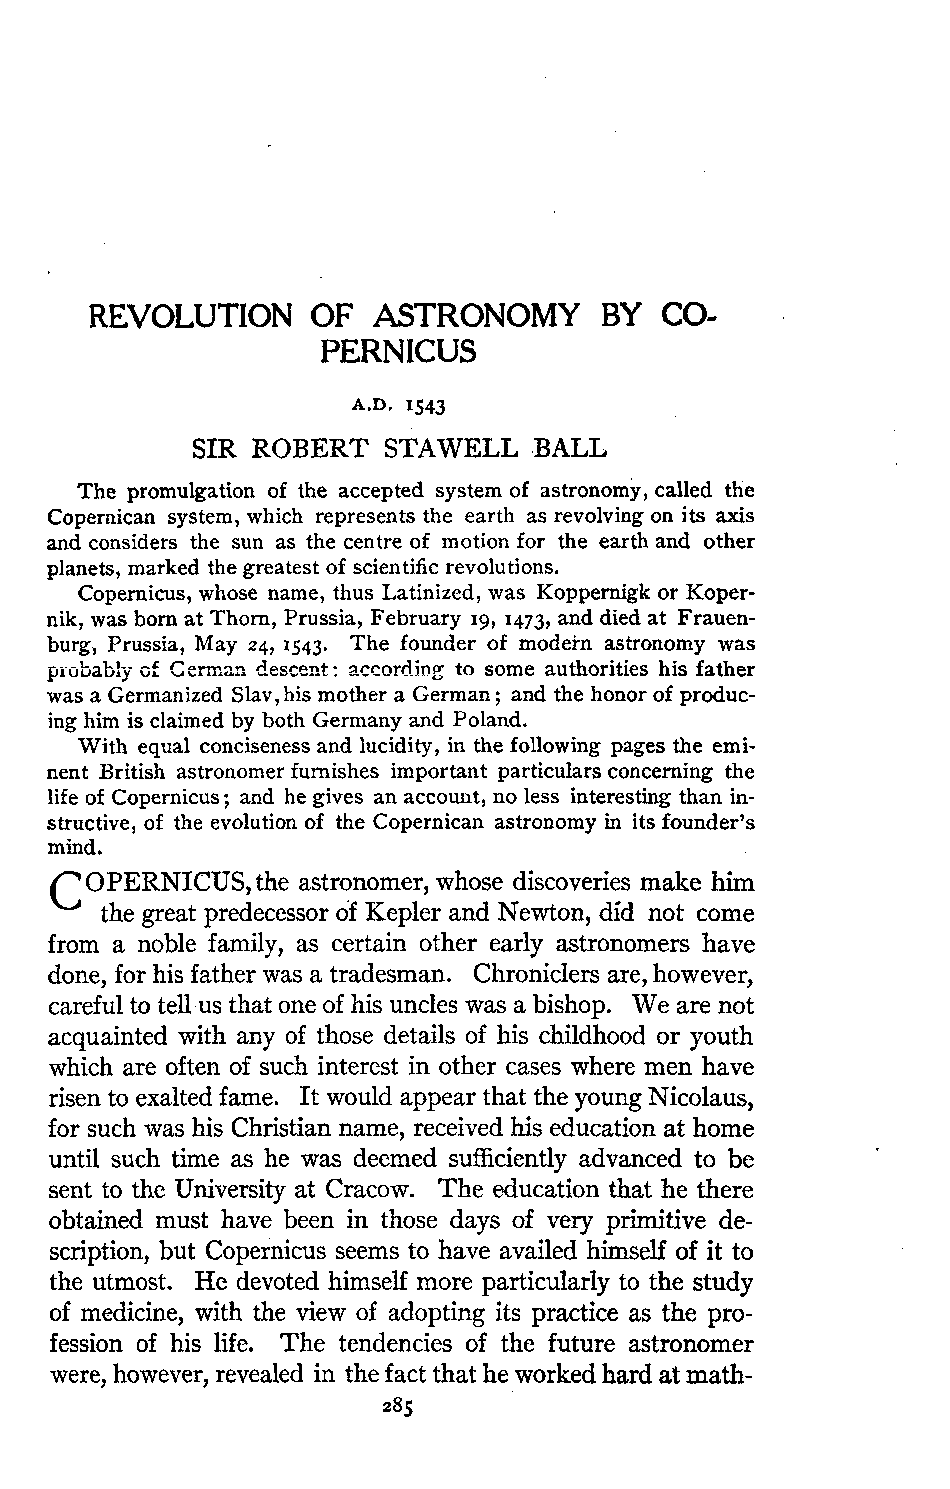 REVOLUTION OF ASTRONOMY BY CO-
PERNICUS
A.D. 1543
SIR ROBERT STAWELL BALL
The promulgation of the accepted system of astronomy, called the
Copernican system, which represents the earth as revolving on its axis
and considers the sun as the centre of motion for the earth and other
planets, marked the greatest of scientific revolutions.
Copernicus, whose name, thus Latinized, was Koppernigk or Koper-
nik, was born at Thorn, Prussia, February 19, 1473, and died at Frauen-
burg, Prussia, May 24, 1543. The founder of modern astronomy was
probably of German descent: according to some authorities his father
was a Germanized Slav, his mother a German; and the honor of produc-
ing him is claimed by both Germany and Poland.
With equal conciseness and lucidity, in the following pages the emi-
nent British astronomer furnishes important particulars concerning the
life of Copernicus; and he gives an account, no less interesting than in-
structive, of the evolution of the Copernican astronomy in its founder's
mind.
COPERNICUS, the astronomer, whose discoveries make him
the great predecessor of Kepler and Newton, did not come
from a noble family, as certain other early astronomers have
done, for his father was a tradesman. Chroniclers are, however,
careful to tell us that one of his uncles was a bishop. We are not
acquainted with any of those details of his childhood or youth
which are often of such interest in other cases where men have
risen to exalted fame. It would appear that the young Nicolaus,
for such was his Christian name, received his education at home
until such time as he was deemed sufficiently advanced to be
sent to the University at Cracow. The education that he there
obtained must have been in those days of very primitive de-
scription, but Copernicus seems to have availed himself of it to
the utmost. He devoted himself more particularly to the study
of medicine, with the view of adopting its practice as the pro-
fession of his life. The tendencies of the future astronomer
were, however, revealed in the fact that he worked hard at math-
285